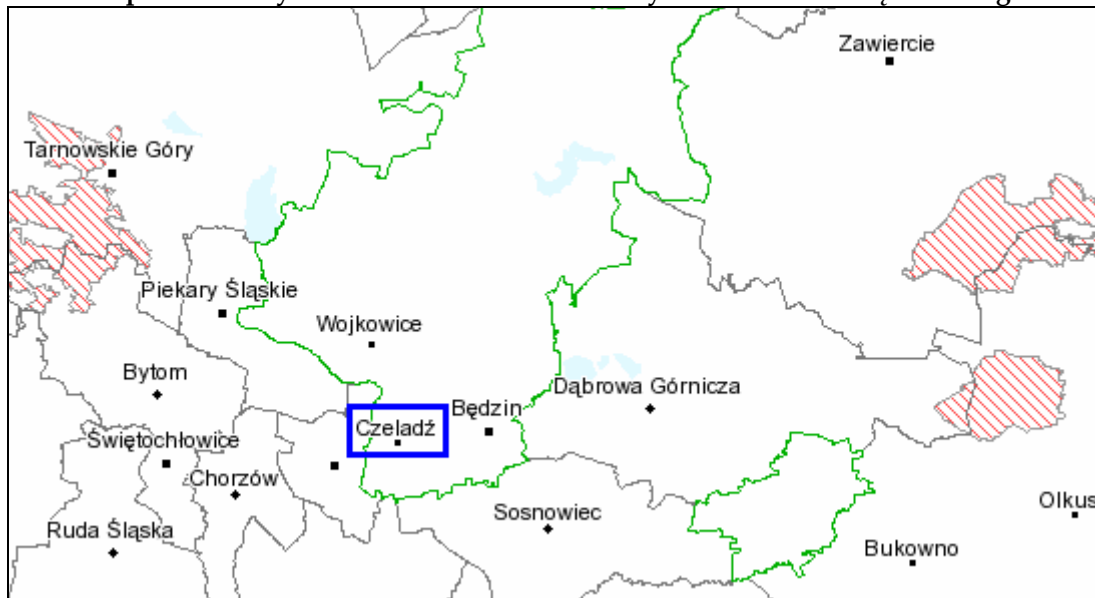 Zawiercie
Tarnowskie Góry
Piekary Śląskie
Wojkowice
Bytom
Dąbrowa Górnicza
Będzin
Czeladź
Świętochłowice
Chorzów
Olkus
Sosnowiec
Ruda Śląska
Bukowno